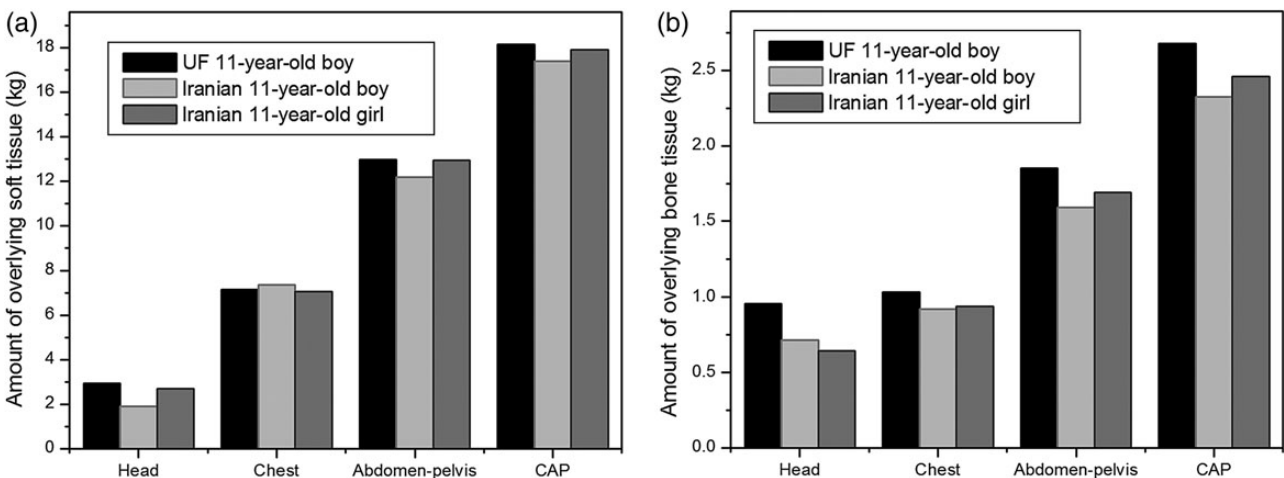 (a)
UF 11-year-old boy
Iranian 11-year-old boy
Iranian 11-year-old girl
Amount of overlying soft tissue (kg)
18
16
14
12
10
8
6
4
2
0
Head Chest Abdomen-pelvis CAP
(b)
UF 11-year-old boy
Iranian 11-year-old boy
Iranian 11-year-old girl
Amount of overlying bone tissue (kg)
2.5
2.0
1.5
1.0
0.5
0.0
Head Chest Abdomen-pelvis CAP